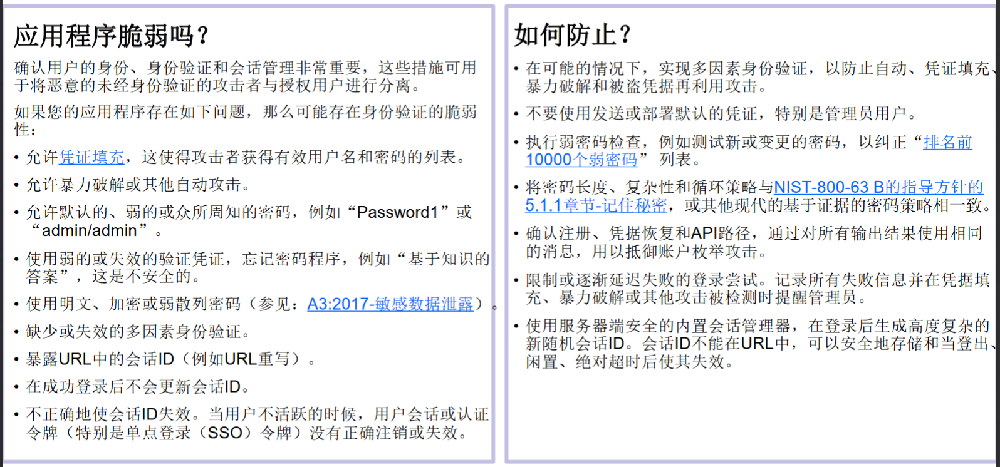 应用程序脆弱吗？
确认用户的身份、身份验证和会话管理非常重要，这些措施可用
于将恶意的未经身份验证的攻击者与授权用户进行分离。
如果您的应用程序存在如下问题，那么可能存在身份验证的脆弱
性：
• 允许凭证填充，这使得攻击者获得有效用户名和密码的列表。
• 允许暴力破解或其他自动攻击。
• 允许默认的、弱的或众所周知的密码，例如“Password1”或
“admin/admin”。
• 使用弱的或失效的验证凭证，忘记密码程序，例如“基于知识的
答案”，这是不安全的。
• 使用明文、加密或弱散列密码（参见：A3:2017-敏感数据泄露）。
• 缺少或失效的多因素身份验证。
• 暴露URL中的会话ID（例如URL重写）。
• 在成功登录后不会更新会话ID。
• 不正确地使会话ID失效。当用户不活跃的时候，用户会话或认证
令牌（特别是单点登录（SSO）令牌）没有正确注销或失效。
如何防止？
• 在可能的情况下，实现多因素身份验证，以防止自动、凭证填充、
暴力破解和被盗凭据再利用攻击。
• 不要使用发送或部署默认的凭证，特别是管理员用户。
• 执行弱密码检查，例如测试新或变更的密码，以纠正“排名前
10000个弱密码” 列表。
• 将密码长度、复杂性和循环策略与NIST-800-63 B的指导方针的
5.1.1章节-记住秘密，或其他现代的基于证据的密码策略相一致。
• 确认注册、凭据恢复和API路径，通过对所有输出结果使用相同
的消息，用以抵御账户枚举攻击。
• 限制或逐渐延迟失败的登录尝试。记录所有失败信息并在凭据填
充、暴力破解或其他攻击被检测时提醒管理员。
• 使用服务器端安全的内置会话管理器，在登录后生成高度复杂的
新随机会话ID。会话ID不能在URL中，可以安全地存储和当登出、
闲置、绝对超时后使其失效。